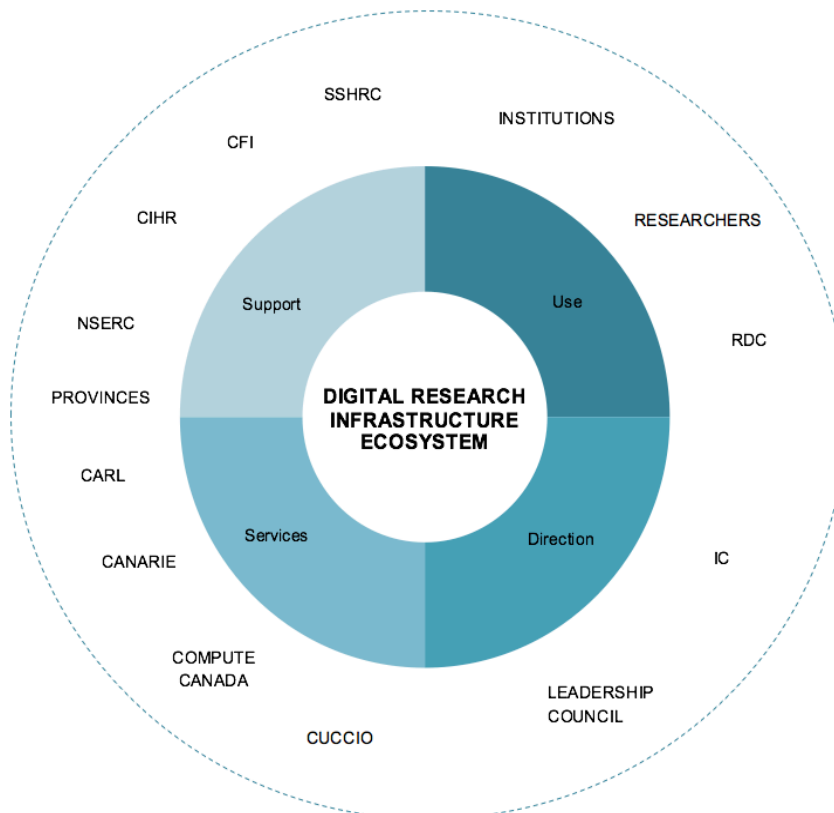 SSHRC
INSTITUTIONS
CFI
CIHR
RESEARCHERS
Support
Use
NSERC
RDC
PROVINCES
DIGITAL RESEARCH
INFRASTRUCTURE
ECOSYSTEM
CARL
Services
Direction
CANARIE
IC
COMPUTE
CANADA
LEADERSHIP
COUNCIL
CUCCIO